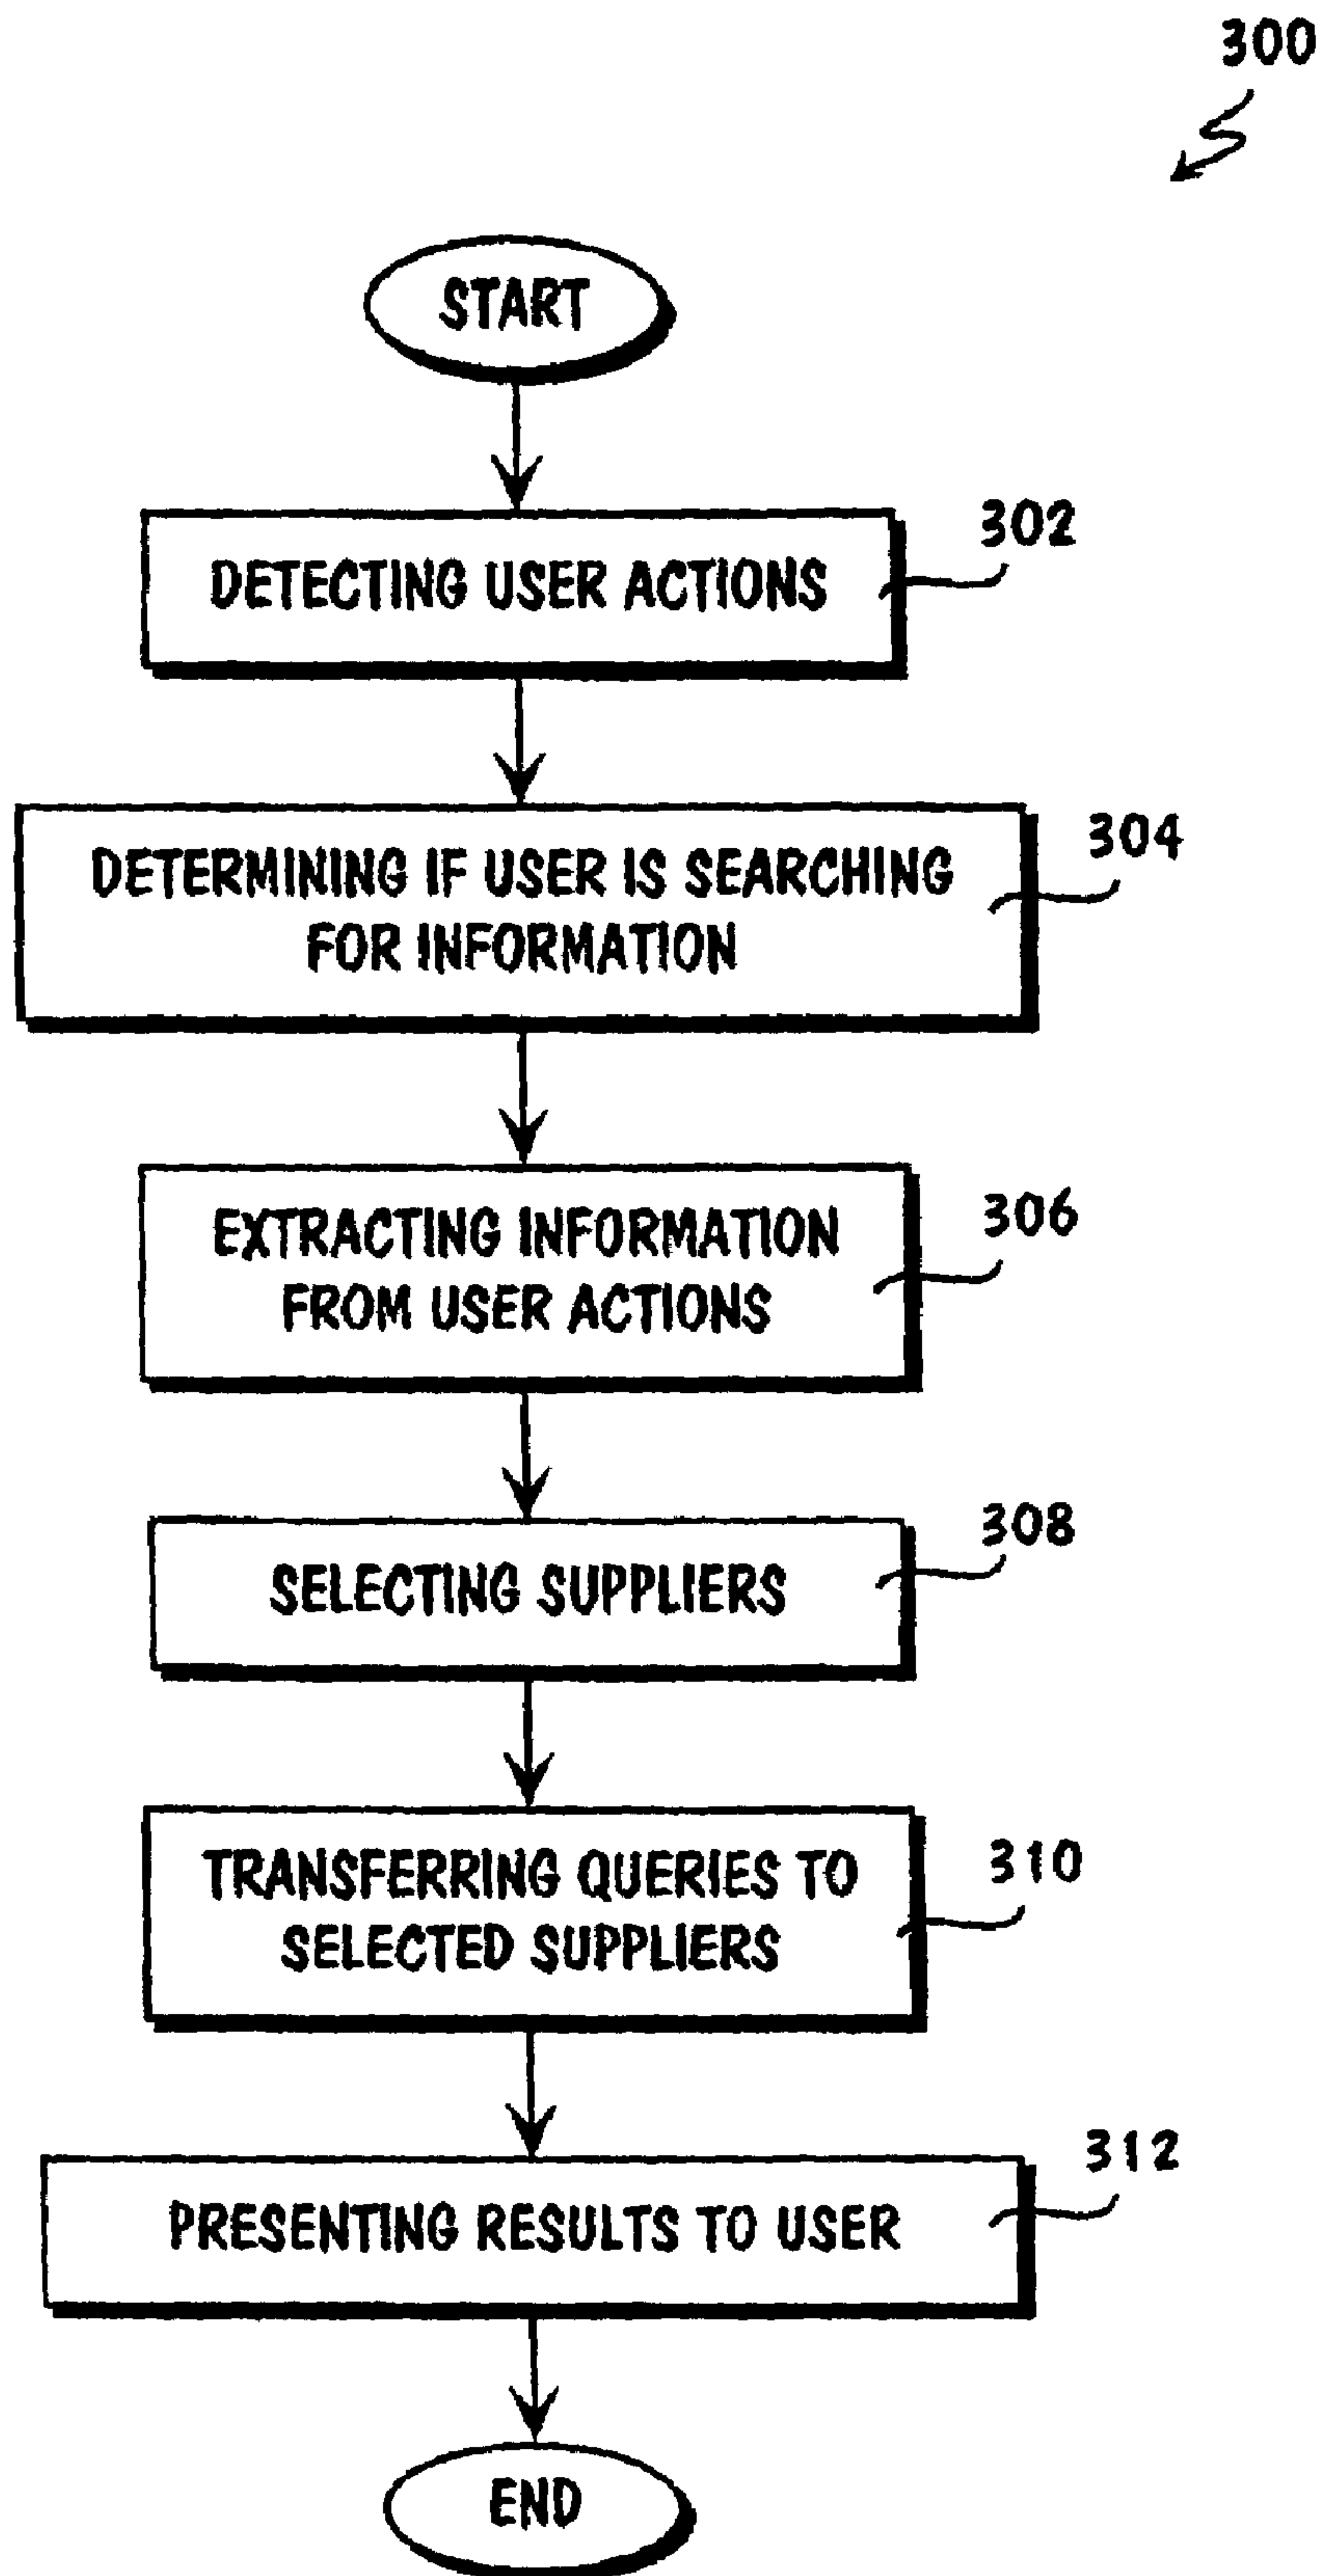 300
START
DETECTING USER ACTIONS
302
DETERMINING IF USER IS SEARCHING
FOR INFORMATION
304
EXTRACTING INFORMATION
FROM USER ACTIONS
306
SELECTING SUPPLIERS
308
TRANSFERRING QUERIES TO
SELECTED SUPPLIERS
310
PRESENTING RESULTS TO USER
312
END